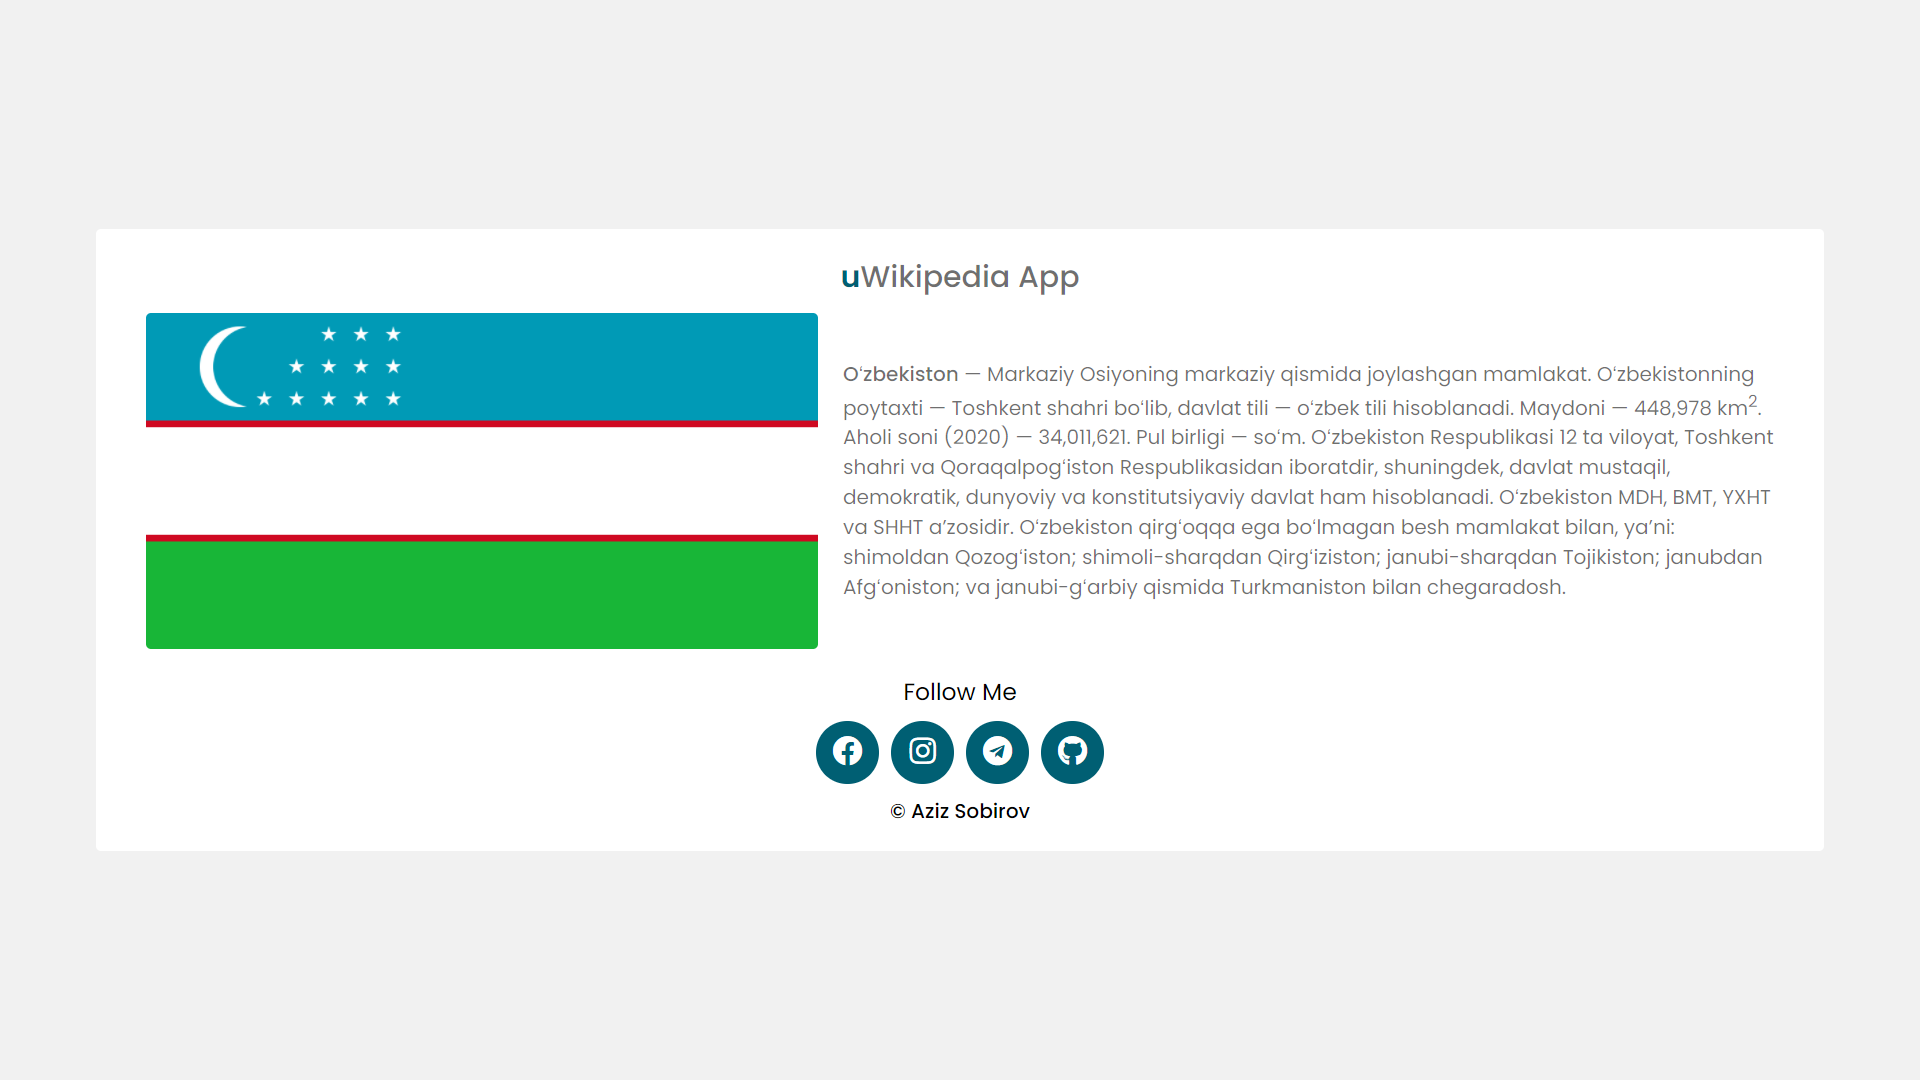 uWikipedia App
Oʻzbekiston — Markaziy Osiyoning markaziy qismida joylashgan mamlakat. Oʻzbekistonning
poytaxti — Toshkent shahri boʻlib, davlat tili — oʻzbek tili hisoblanadi. Maydoni — 448,978 km².
Aholi soni (2020) — 34,011,621. Pul birligi — soʻm. Oʻzbekiston Respublikasi 12 ta viloyat, Toshkent
shahri va Qoraqalpogʻiston Respublikasidan iboratdir, shuningdek, davlat mustaqil,
demokratik, dunyoviy va konstitutsiyaviy davlat ham hisoblanadi. Oʻzbekiston MDH, BMT, YXHT
va SHHT aʼzosidir. Oʻzbekiston qirgʻoqqa ega boʻlmagan besh mamlakat bilan, yaʼni:
shimoldan Qozogʻiston; shimoli-sharqdan Qirgʻiziston; janubi-sharqdan Tojikiston; janubdan
Afgʻoniston; va janubi-gʻarbiy qismida Turkmaniston bilan chegaradosh.
Follow Me
© Aziz Sobirov